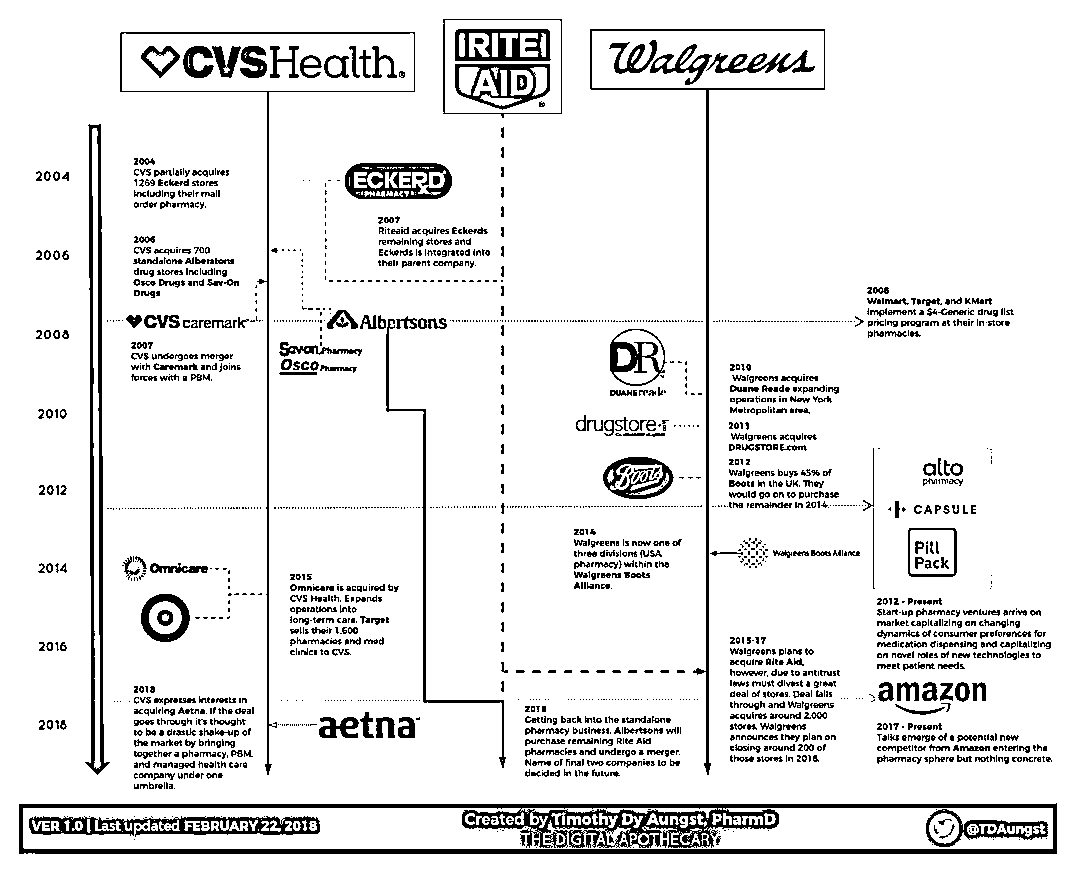 CVSHealth.
RITE
AID
Walgreens
2004
2006
2008
2010
2012
2014
2016
2018
2004
CVS partially acquires
1269 Eckerd stores
including their mail
order pharmacy.
ECKERD
PHARMACY
2007
Riteaid acquires Eckerds
remaining stores and
Eckerds is integrated into
their parent company.
2006
CVS acquires 700
standalone Alberstons
drug stores including
Osco Drugs and Sav-On
Drugs
CVS caremark
2007
CVS undergoes merger
with Caremark and joins
forces with a PBM.
Albertsons
Savon Pharmacy
Osco Pharmacy
2008
Walmart, Target, and KMart
implement a $4-Generic drug list
pricing program at their in-store
pharmacies.
DR
DUANEreade
2010
Walgreens acquires
Duane Reade expanding
operations in New York
Metropolitan area.
drugstore
2011
Walgreens acquires
DRUGSTORE.com
Boots
2012
Walgreens buys 45% of
Boots in the UK. They
would go on to purchase
the remainder in 2014.
alto
pharmacy
CAPSULE
Pill
Pack
2012 - Present
Start-up pharmacy ventures arrive on
market capitalizing on changing
dynamics of consumer preferences for
medication dispensing and capitalizing
on novel roles of new technologies to
meet patient needs.
2014
Walgreens is now one of
three divisions (USA
pharmacy) within the
Walgreens Boots
Alliance.
Walgreens Boots Alliance
Omnicare
2015
Omnicare is acquired by
CVS Health. Expands
operations into
long-term care. Target
sells their 1,600
pharmacies and med
clinics to CVS.
2015-17
Walgreens plans to
acquire Rite Aid,
however, due to antitrust
laws must divest a great
deal of stores. Deal falls
through and Walgreens
acquires around 2,000
stores. Walgreens
announces they plan on
closing around 200 of
those stores in 2018.
2018
CVS expresses interests in
acquiring Aetna. If the deal
goes through it's thought
to be a drastic shake-up of
the market by bringing
together a pharmacy, PBM,
and managed health care
company under one
umbrella.
aetna
2018
Getting back into the standalone
pharmacy business. Albertsons will
purchase remaining Rite Aid
pharmacies and undergo a merger.
Name of final two companies to be
decided in the future.
amazon
2017 - Present
Talks emerge of a potential new
competitor from Amazon entering the
pharmacy sphere but nothing concrete.
VER 1.0 | Last updated FEBRUARY 22, 2018
Created by Timothy Dy Aungst, PharmD
THE DIGITAL APOTHECARY
@TDAungst